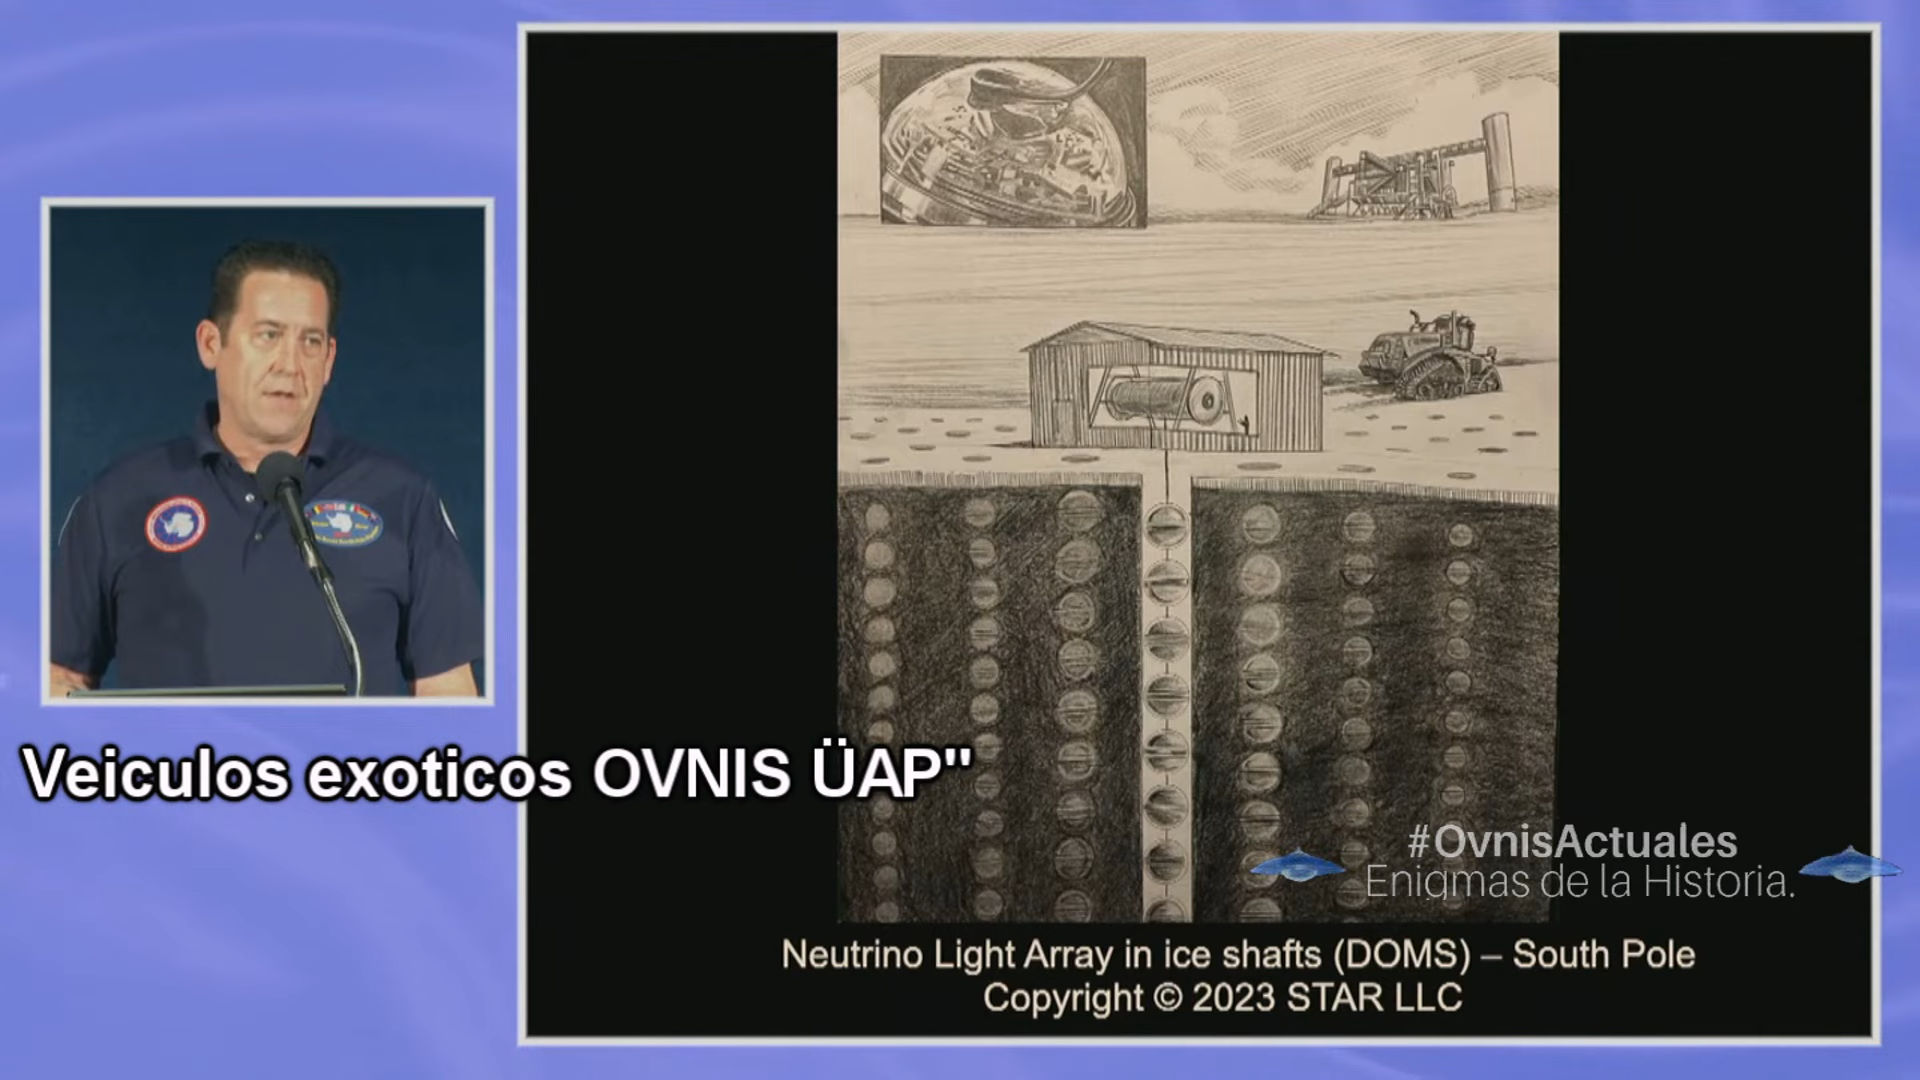 Veiculos exoticos OVNIS ÜAP"
#OvnisActuales
Enigmas de la Historia.
Neutrino Light Array in ice shafts (DOMS) – South Pole
Copyright © 2023 STAR LLC